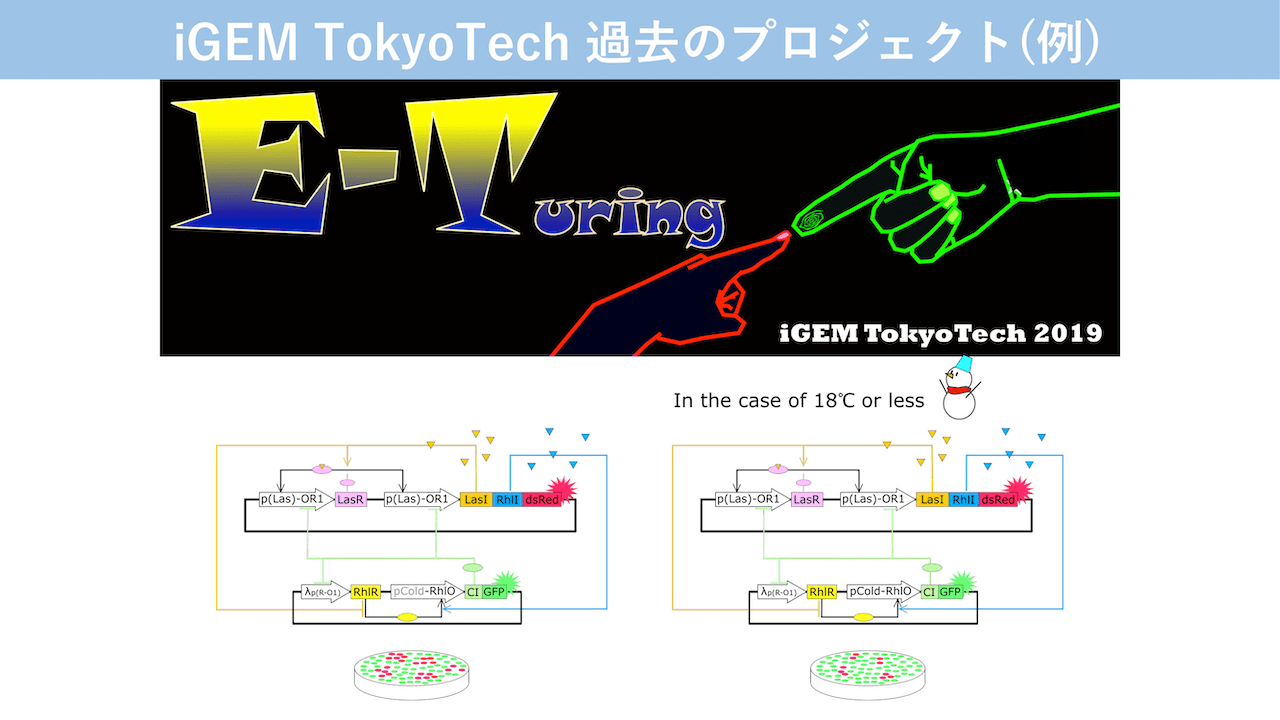 iGEM TokyoTech 過去のプロジェクト(例)
E-Turing
iGEM TokyoTech 2019
In the case of 18℃ or less
p(Las)-OR1 LasR p(Las)-OR1 LasI RhlI dsRed
λp(R-O1) RhlR pCold-RhlO CI GFP
p(Las)-OR1 LasR p(Las)-OR1 LasI RhlI dsRed
λp(R-O1) RhlR pCold-RhlO CI GFP